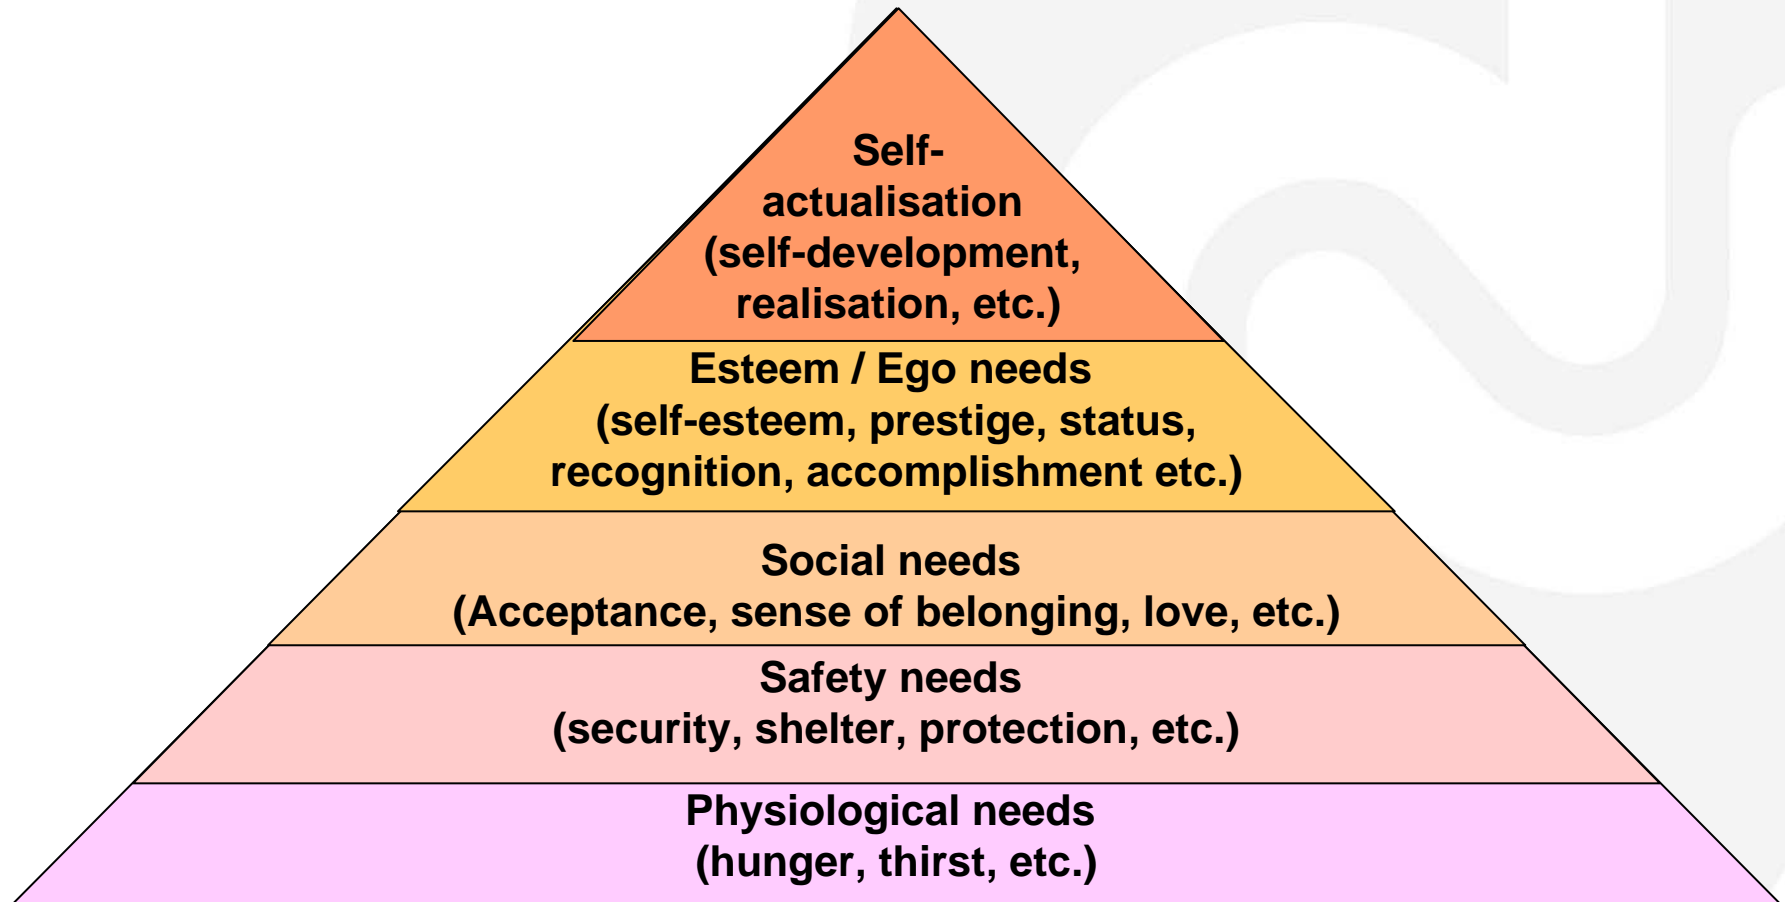 Self-
actualisation
(self-development,
realisation, etc.)
Esteem / Ego needs
(self-esteem, prestige, status,
recognition, accomplishment etc.)
Social needs
(Acceptance, sense of belonging, love, etc.)
Safety needs
(security, shelter, protection, etc.)
Physiological needs
(hunger, thirst, etc.)